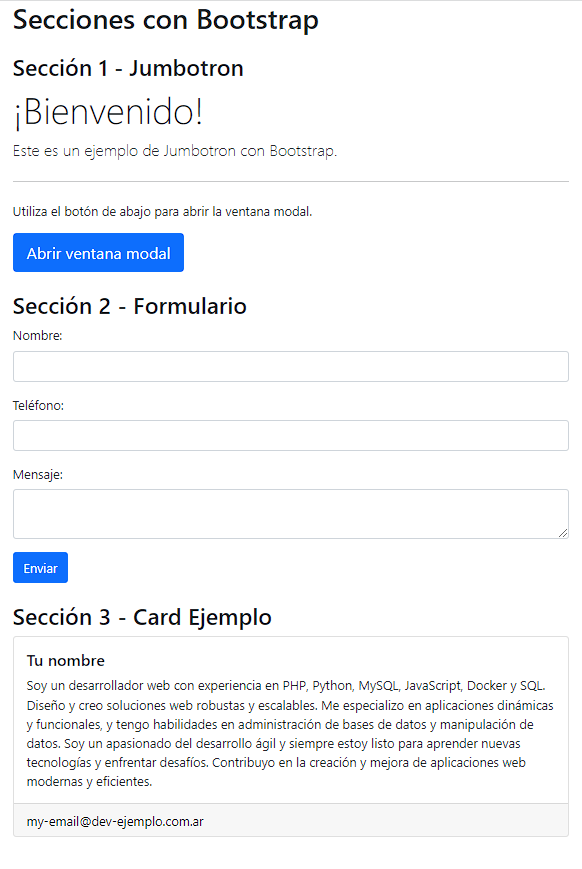 Secciones con Bootstrap
Sección 1 - Jumbotron
¡Bienvenido!
Este es un ejemplo de Jumbotron con Bootstrap.
Utiliza el botón de abajo para abrir la ventana modal.
Abrir ventana modal
Sección 2 - Formulario
Nombre:
Teléfono:
Mensaje:
Enviar
Sección 3 - Card Ejemplo
Tu nombre
Soy un desarrollador web con experiencia en PHP, Python, MySQL, JavaScript, Docker y SQL.
Diseño y creo soluciones web robustas y escalables. Me especializo en aplicaciones dinámicas
y funcionales, y tengo habilidades en administración de bases de datos y manipulación de
datos. Soy un apasionado del desarrollo ágil y siempre estoy listo para aprender nuevas
tecnologías y enfrentar desafíos. Contribuyo en la creación y mejora de aplicaciones web
modernas y eficientes.
my-email@dev-ejemplo.com.ar